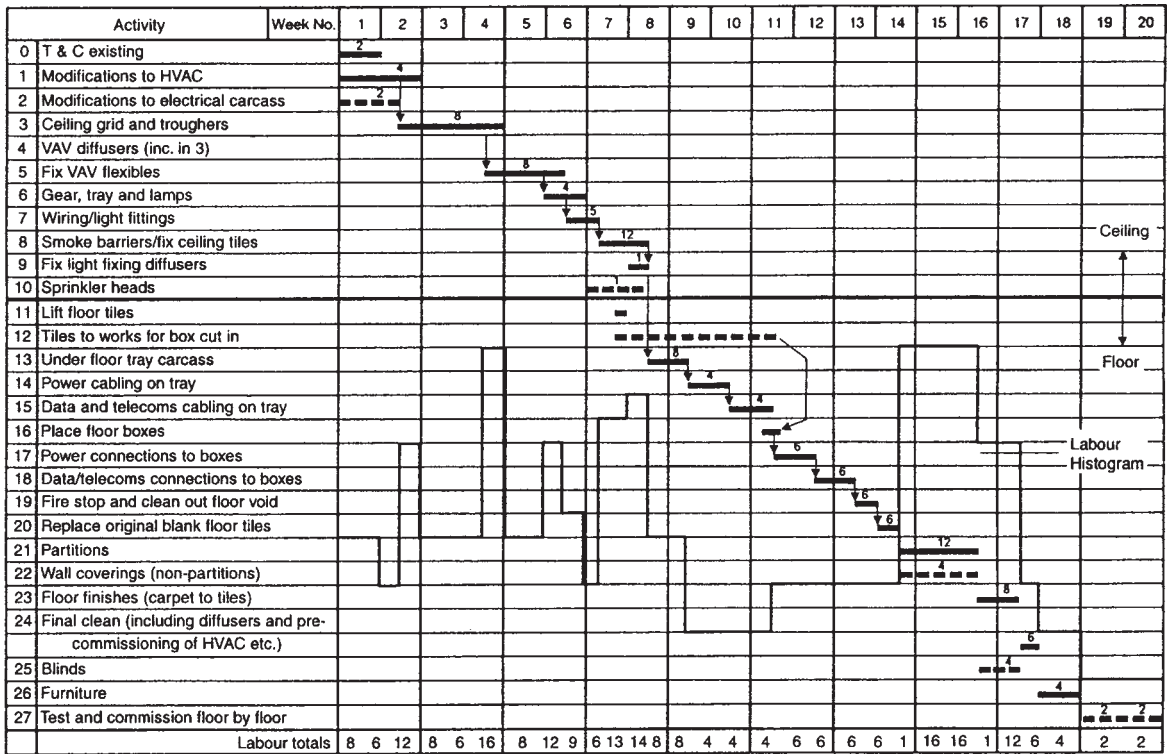 Activity Week No. 1 2 3 4 5 6 7 8 9 10 11 12 13 14 15 16 17 18 19 20
0 T & C existing 2
1 Modifications to HVAC 4
2 Modifications to electrical carcass 2
3 Ceiling grid and troughers 8
4 VAV diffusers (inc. in 3)
5 Fix VAV flexibles 8
6 Gear, tray and lamps 4
7 Wiring/light fittings 5
8 Smoke barriers/fix ceiling tiles 12
Ceiling
9 Fix light fixing diffusers 1
10 Sprinkler heads 1
11 Lift floor tiles
12 Tiles to works for box cut in
13 Under floor tray carcass 8
Floor
14 Power cabling on tray 4
15 Data and telecoms cabling on tray 4
16 Place floor boxes
17 Power connections to boxes 6
Labour
Histogram
18 Data/telecoms connections to boxes 6
19 Fire stop and clean out floor void 6
20 Replace original blank floor tiles 6
21 Partitions 12
22 Wall coverings (non-partitions) 4
23 Floor finishes (carpet to tiles) 8
24 Final clean (including diffusers and pre-
commissioning of HVAC etc.) 6
25 Blinds 4
26 Furniture 4
27 Test and commission floor by floor 2 2
Labour totals 8 6 12 8 6 16 8 12 9 6 13 14 8 8 4 4 4 6 6 6 6 1 16 16 1 12 6 4 2 2